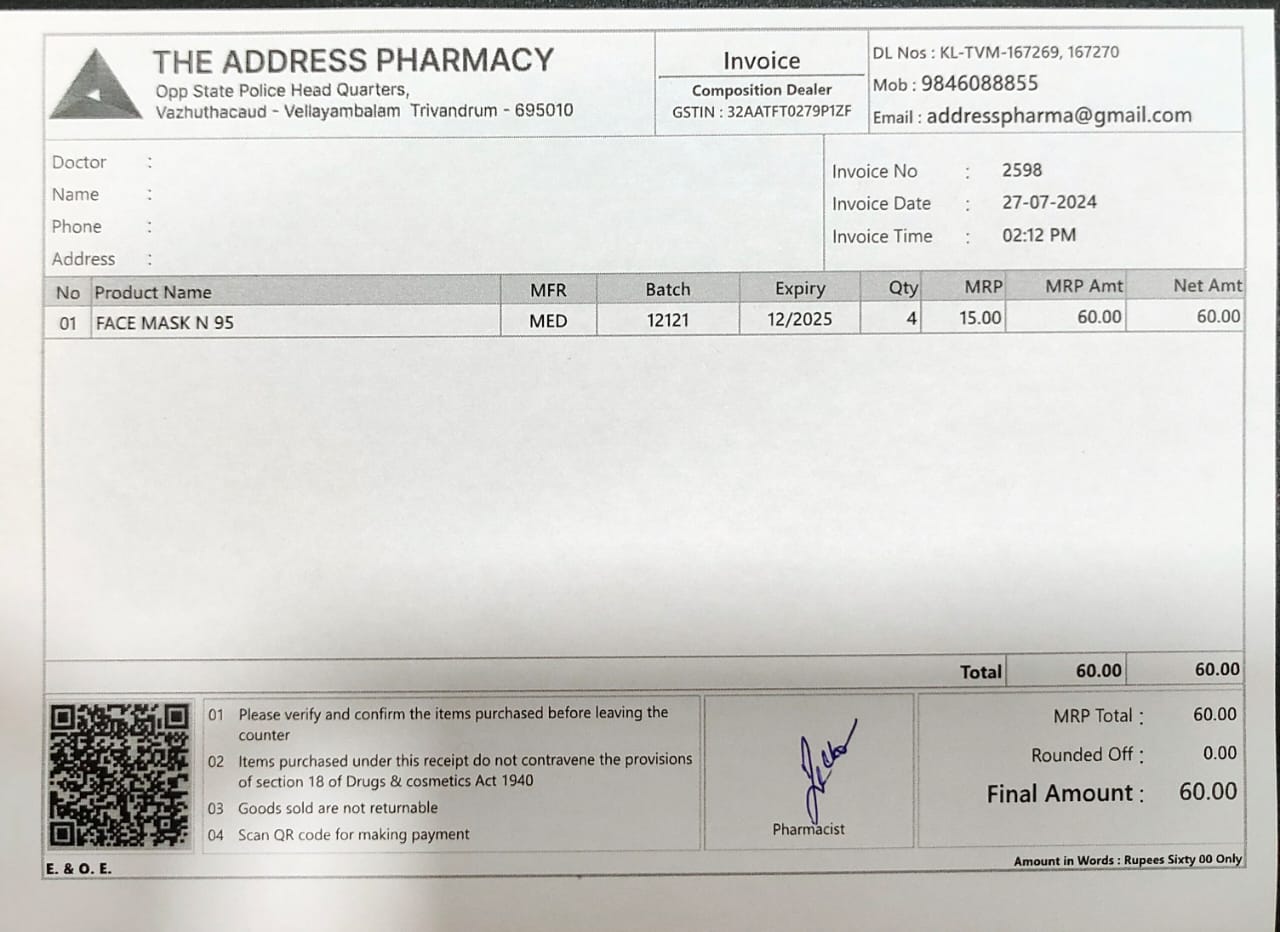 THE ADDRESS PHARMACY
Opp State Police Head Quarters,
Vazhuthacaud - Vellayambalam Trivandrum - 695010
Invoice
Composition Dealer
GSTIN : 32AATFT0279P1ZF
DL Nos : KL-TVM-167269, 167270
Mob : 9846088855
Email : addresspharma@gmail.com
Doctor :
Name :
Phone :
Address :
Invoice No : 2598
Invoice Date : 27-07-2024
Invoice Time : 02:12 PM
No Product Name MFR Batch Expiry Qty MRP MRP Amt Net Amt
01 FACE MASK N 95 MED 12121 12/2025 4 15.00 60.00 60.00
Total 60.00 60.00
01 Please verify and confirm the items purchased before leaving the
counter
02 Items purchased under this receipt do not contravene the provisions
of section 18 of Drugs & cosmetics Act 1940
03 Goods sold are not returnable
04 Scan QR code for making payment
Pharmacist
MRP Total : 60.00
Rounded Off : 0.00
Final Amount : 60.00
E. & O. E.
Amount in Words : Rupees Sixty 00 Only